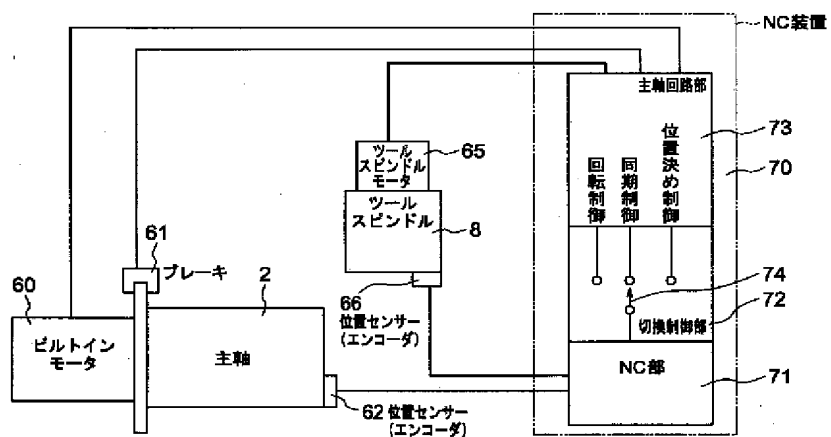 NC装置
主軸回路部
73
70
回転制御
同期制御
位置決め制御
65
ツール
スピンドル
モータ
ツール
スピンドル
8
61
ブレーキ
60
2
66
位置センサー
(エンコーダ)
74
72
切換制御部
ビルトイン
モータ
主軸
NC部
71
62 位置センサー
(エンコーダ)